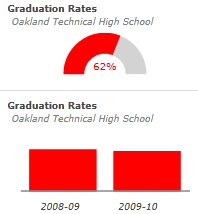 Graduation Rates
Oakland Technical High School
62%
Graduation Rates
Oakland Technical High School
2008-09 2009-10